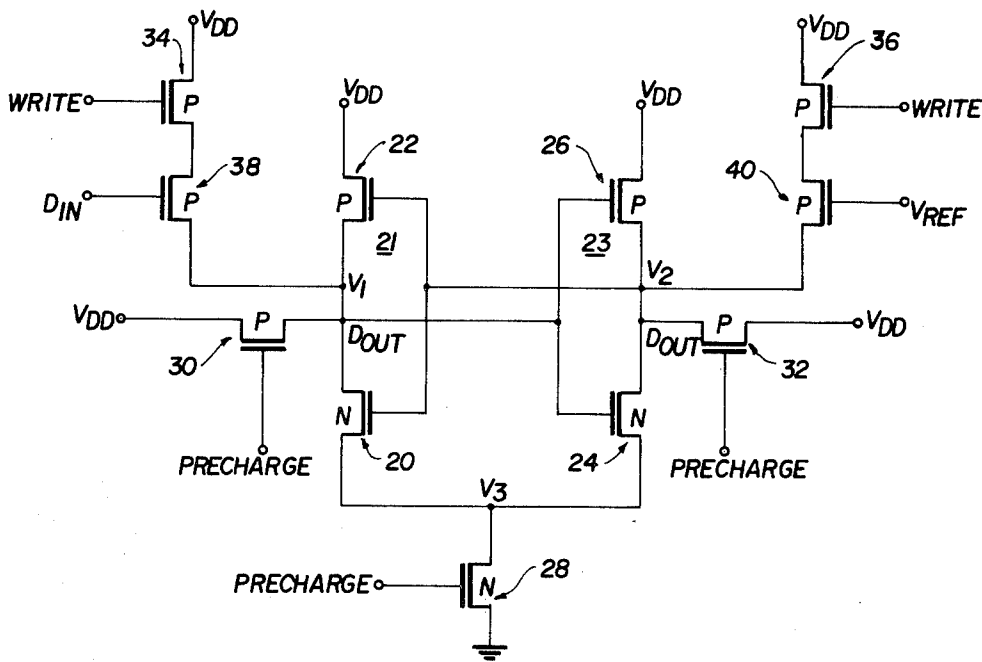 VDD
34
VDD
36
WRITE
P
VDD
VDD
P
WRITE
22
26
38
40
DIN
P
P
P
P
VREF
21
23
V1
V2
VDD
P
DOUT
DOUT
P
VDD
30
32
N
N
PRECHARGE
20
24
PRECHARGE
V3
PRECHARGE
N
28